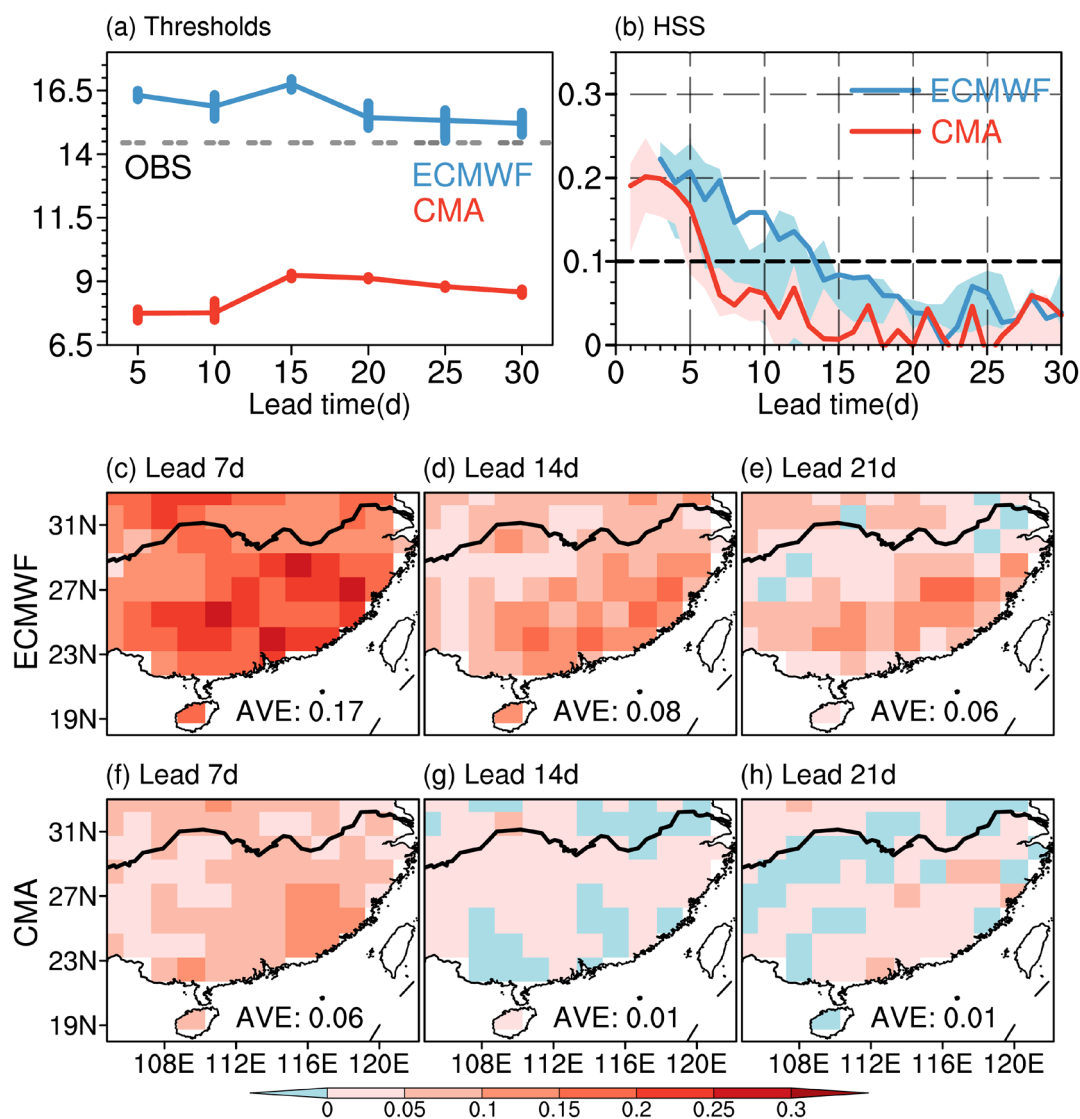 (a) Thresholds
(b) HSS
16.5
14
11.5
9
6.5
OBS
ECMWF
CMA
5 10 15 20 25 30
Lead time(d)
0.3
0.2
0.1
0
ECMWF
CMA
0 5 10 15 20 25 30
Lead time(d)
(c) Lead 7d
(d) Lead 14d
(e) Lead 21d
ECMWF
31N
27N
23N
19N
AVE: 0.17
AVE: 0.08
AVE: 0.06
(f) Lead 7d
(g) Lead 14d
(h) Lead 21d
CMA
31N
27N
23N
19N
AVE: 0.06
AVE: 0.01
AVE: 0.01
108E 112E 116E 120E
108E 112E 116E 120E
108E 112E 116E 120E
0 0.05 0.1 0.15 0.2 0.25 0.3